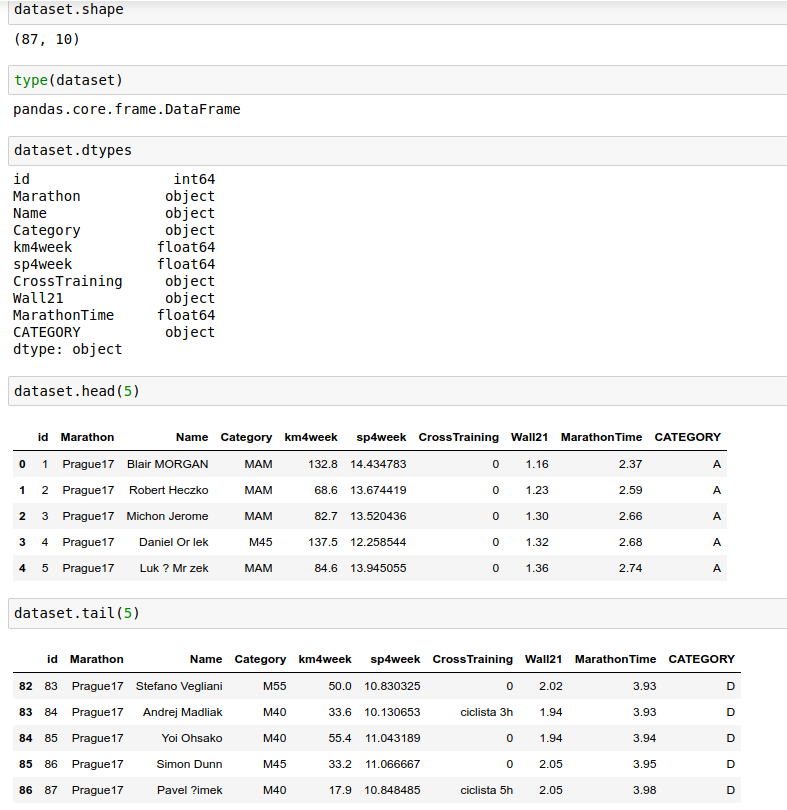 dataset.shape
(87, 10)
type(dataset)
pandas.core.frame.DataFrame
dataset.dtypes
id int64
Marathon object
Name object
Category object
km4week float64
sp4week float64
CrossTraining object
Wall21 object
MarathonTime float64
CATEGORY object
dtype: object
dataset.head(5)
id Marathon Name Category km4week sp4week CrossTraining Wall21 MarathonTime CATEGORY
0 1 Prague17 Blair MORGAN MAM 132.8 14.434783 0 1.16 2.37 A
1 2 Prague17 Robert Heczko MAM 68.6 13.674419 0 1.23 2.59 A
2 3 Prague17 Michon Jerome MAM 82.7 13.520436 0 1.30 2.66 A
3 4 Prague17 Daniel Or lek M45 137.5 12.258544 0 1.32 2.68 A
4 5 Prague17 Luk ? Mr zek MAM 84.6 13.945055 0 1.36 2.74 A
dataset.tail(5)
id Marathon Name Category km4week sp4week CrossTraining Wall21 MarathonTime CATEGORY
82 83 Prague17 Stefano Vegliani M55 50.0 10.830325 0 2.02 3.93 D
83 84 Prague17 Andrej Madliak M40 33.6 10.130653 ciclista 3h 1.94 3.93 D
84 85 Prague17 Yoi Ohsako M40 55.4 11.043189 0 1.94 3.94 D
85 86 Prague17 Simon Dunn M45 33.2 11.066667 0 2.05 3.95 D
86 87 Prague17 Pavel ?imek M40 17.9 10.848485 ciclista 5h 2.05 3.98 D